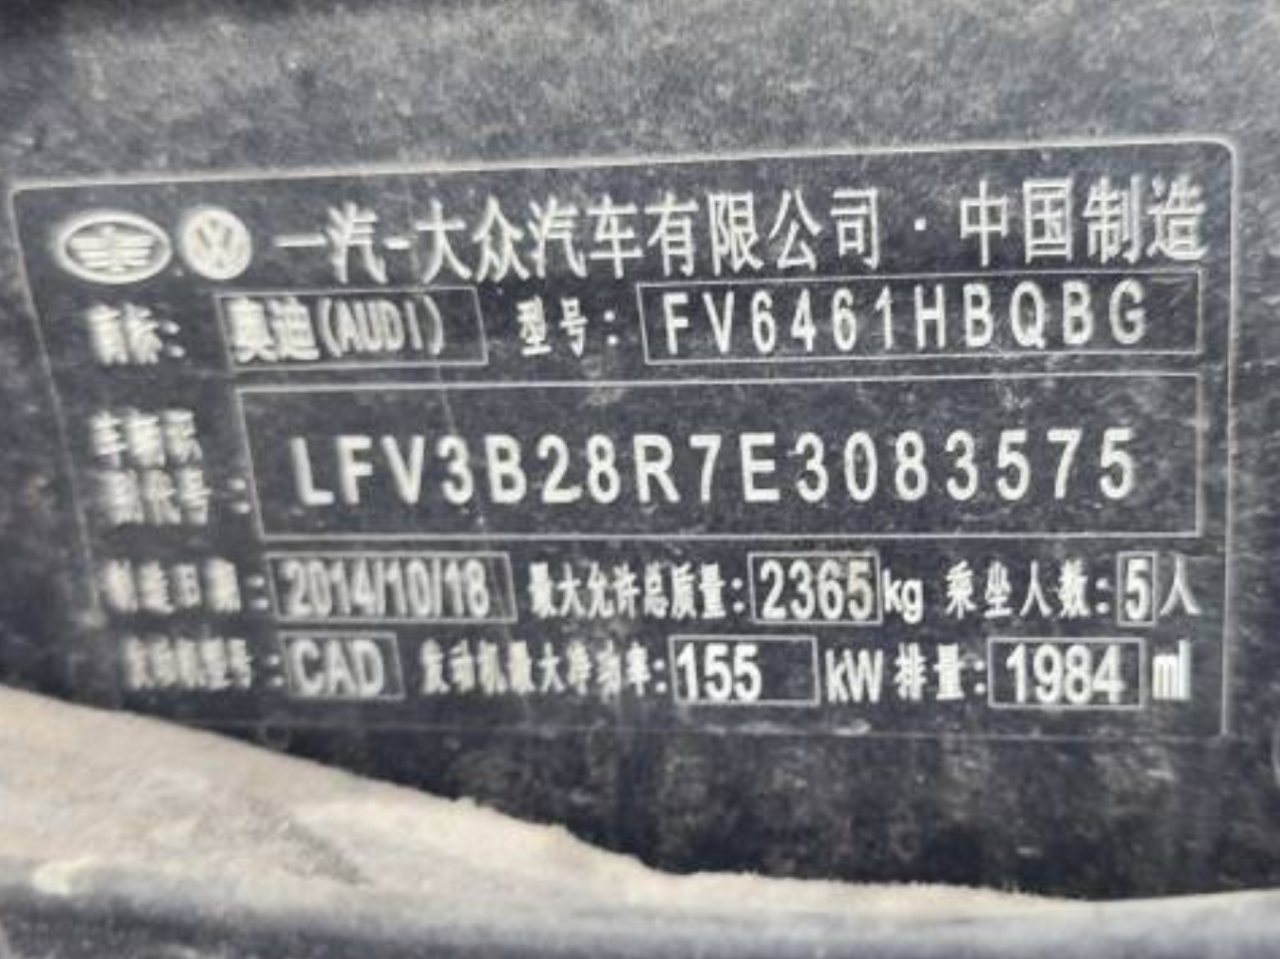 一汽-大众汽车有限公司·中国制造
商标: 奥迪(AUDI) 型号: FV6461HBQBG
车辆识
别代号: LFV3B28R7E3083575
制造日期: 2014/10/18 最大允许总质量: 2365kg 乘坐人数: 5人
发动机型号: CAD 发动机最大净功率: 155 kW 排量: 1984 ml